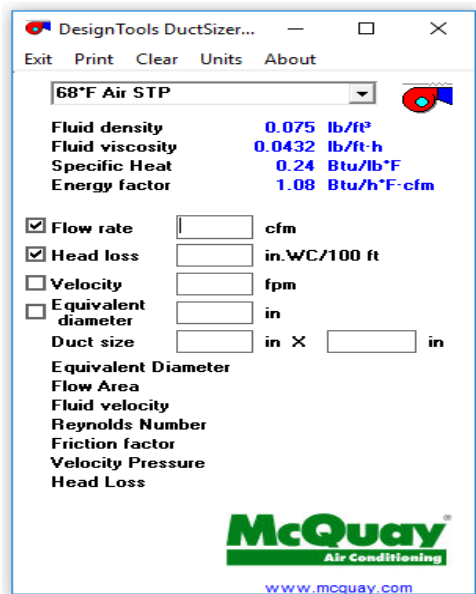 DesignTools DuctSizer...
Exit Print Clear Units About
68°F Air STP
Fluid density 0.075 lb/ft³
Fluid viscosity 0.0432 lb/ft·h
Specific Heat 0.24 Btu/lb°F
Energy factor 1.08 Btu/h°F·cfm
Flow rate cfm
Head loss in.WC/100 ft
Velocity fpm
Equivalent
diameter in
Duct size in X in
Equivalent Diameter
Flow Area
Fluid velocity
Reynolds Number
Friction factor
Velocity Pressure
Head Loss
McQuay®
Air Conditioning
www.mcquay.com